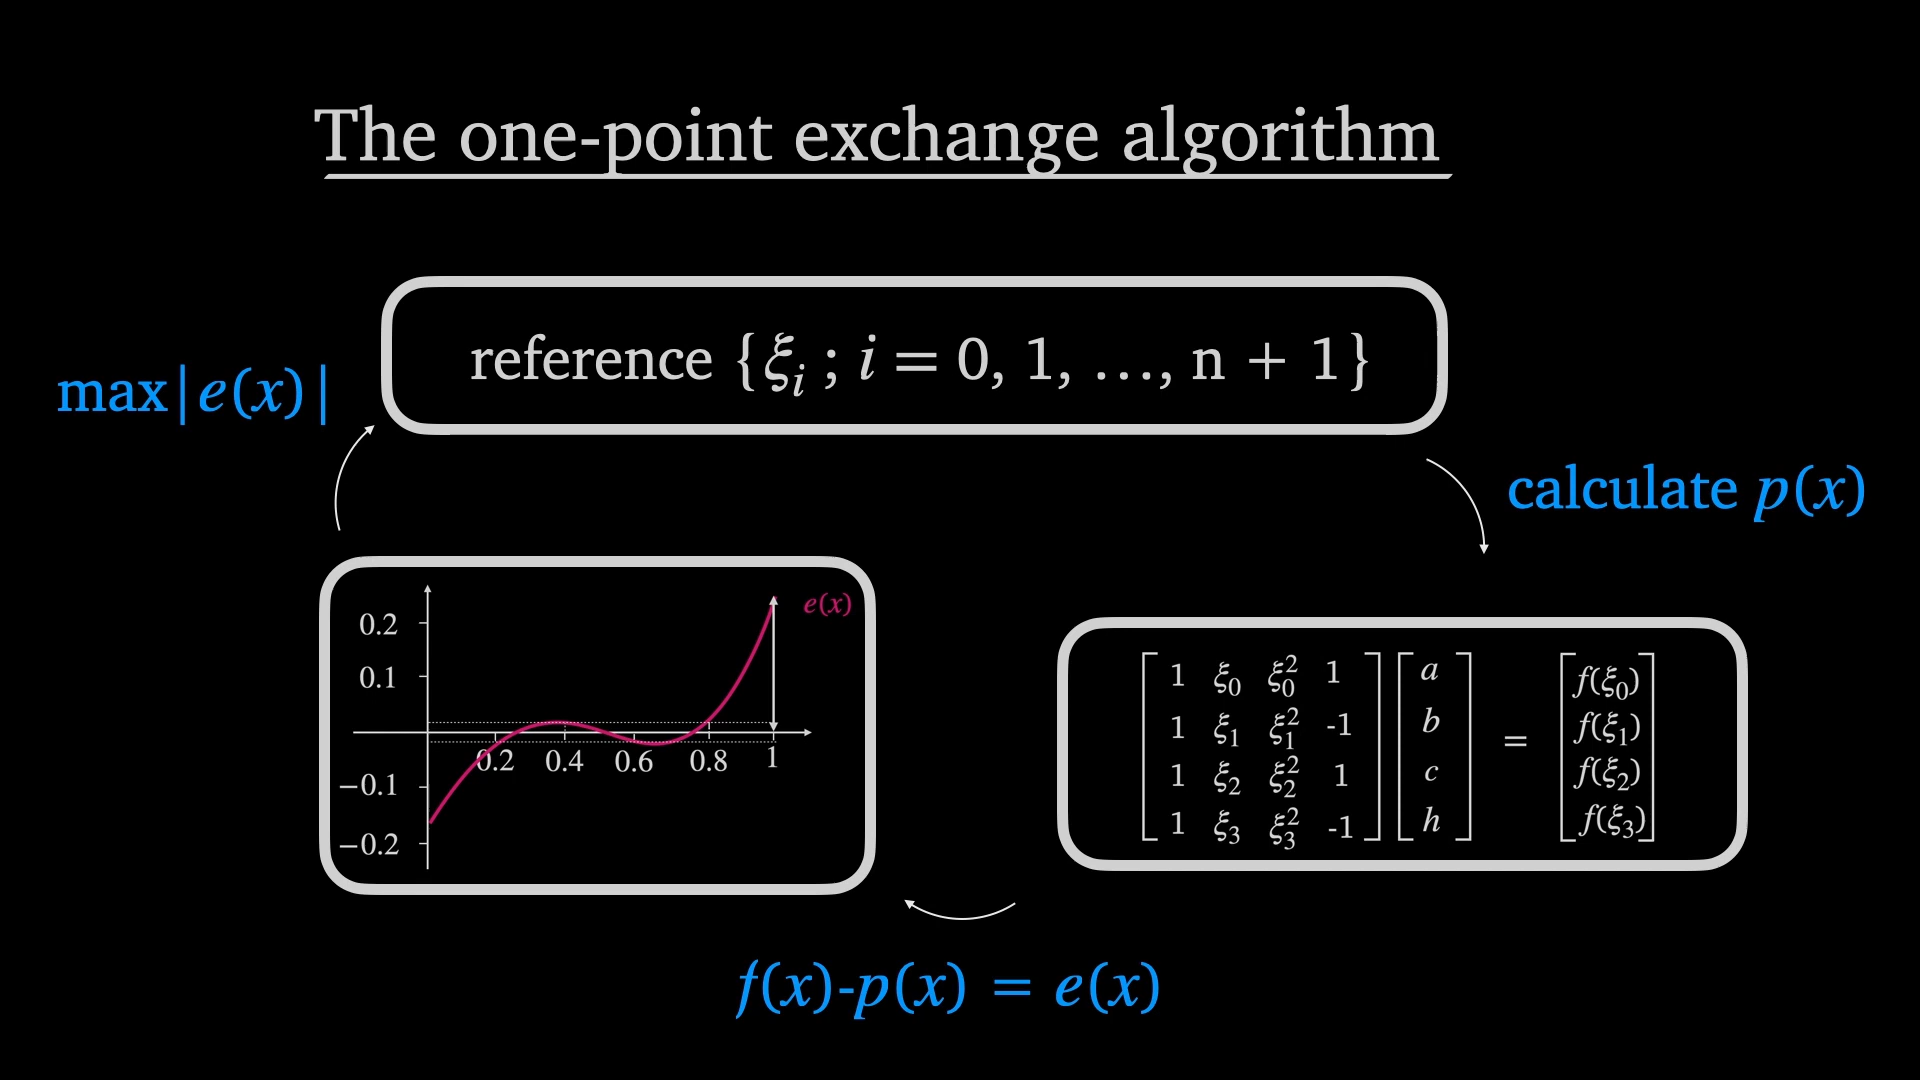 The one-point exchange algorithm
reference {ξᵢ ; i = 0, 1, …, n + 1}
max|e(x)|
calculate p(x)
e(x)
0.2
0.1
0.2 0.4 0.6 0.8 1
−0.1
−0.2
1 ξ₀ ξ₀² 1 a f(ξ₀)
1 ξ₁ ξ₁² -1 b f(ξ₁)
=
1 ξ₂ ξ₂² 1 c f(ξ₂)
1 ξ₃ ξ₃² -1 h f(ξ₃)
f(x)-p(x) = e(x)